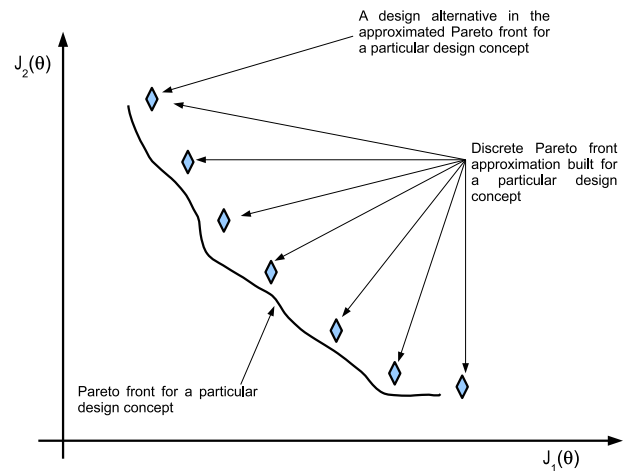 A design alternative in the
approximated Pareto front for
a particular design concept
J2(θ)
Discrete Pareto front
approximation built for
a particular design
concept
Pareto front for a particular
design concept
J1(θ)